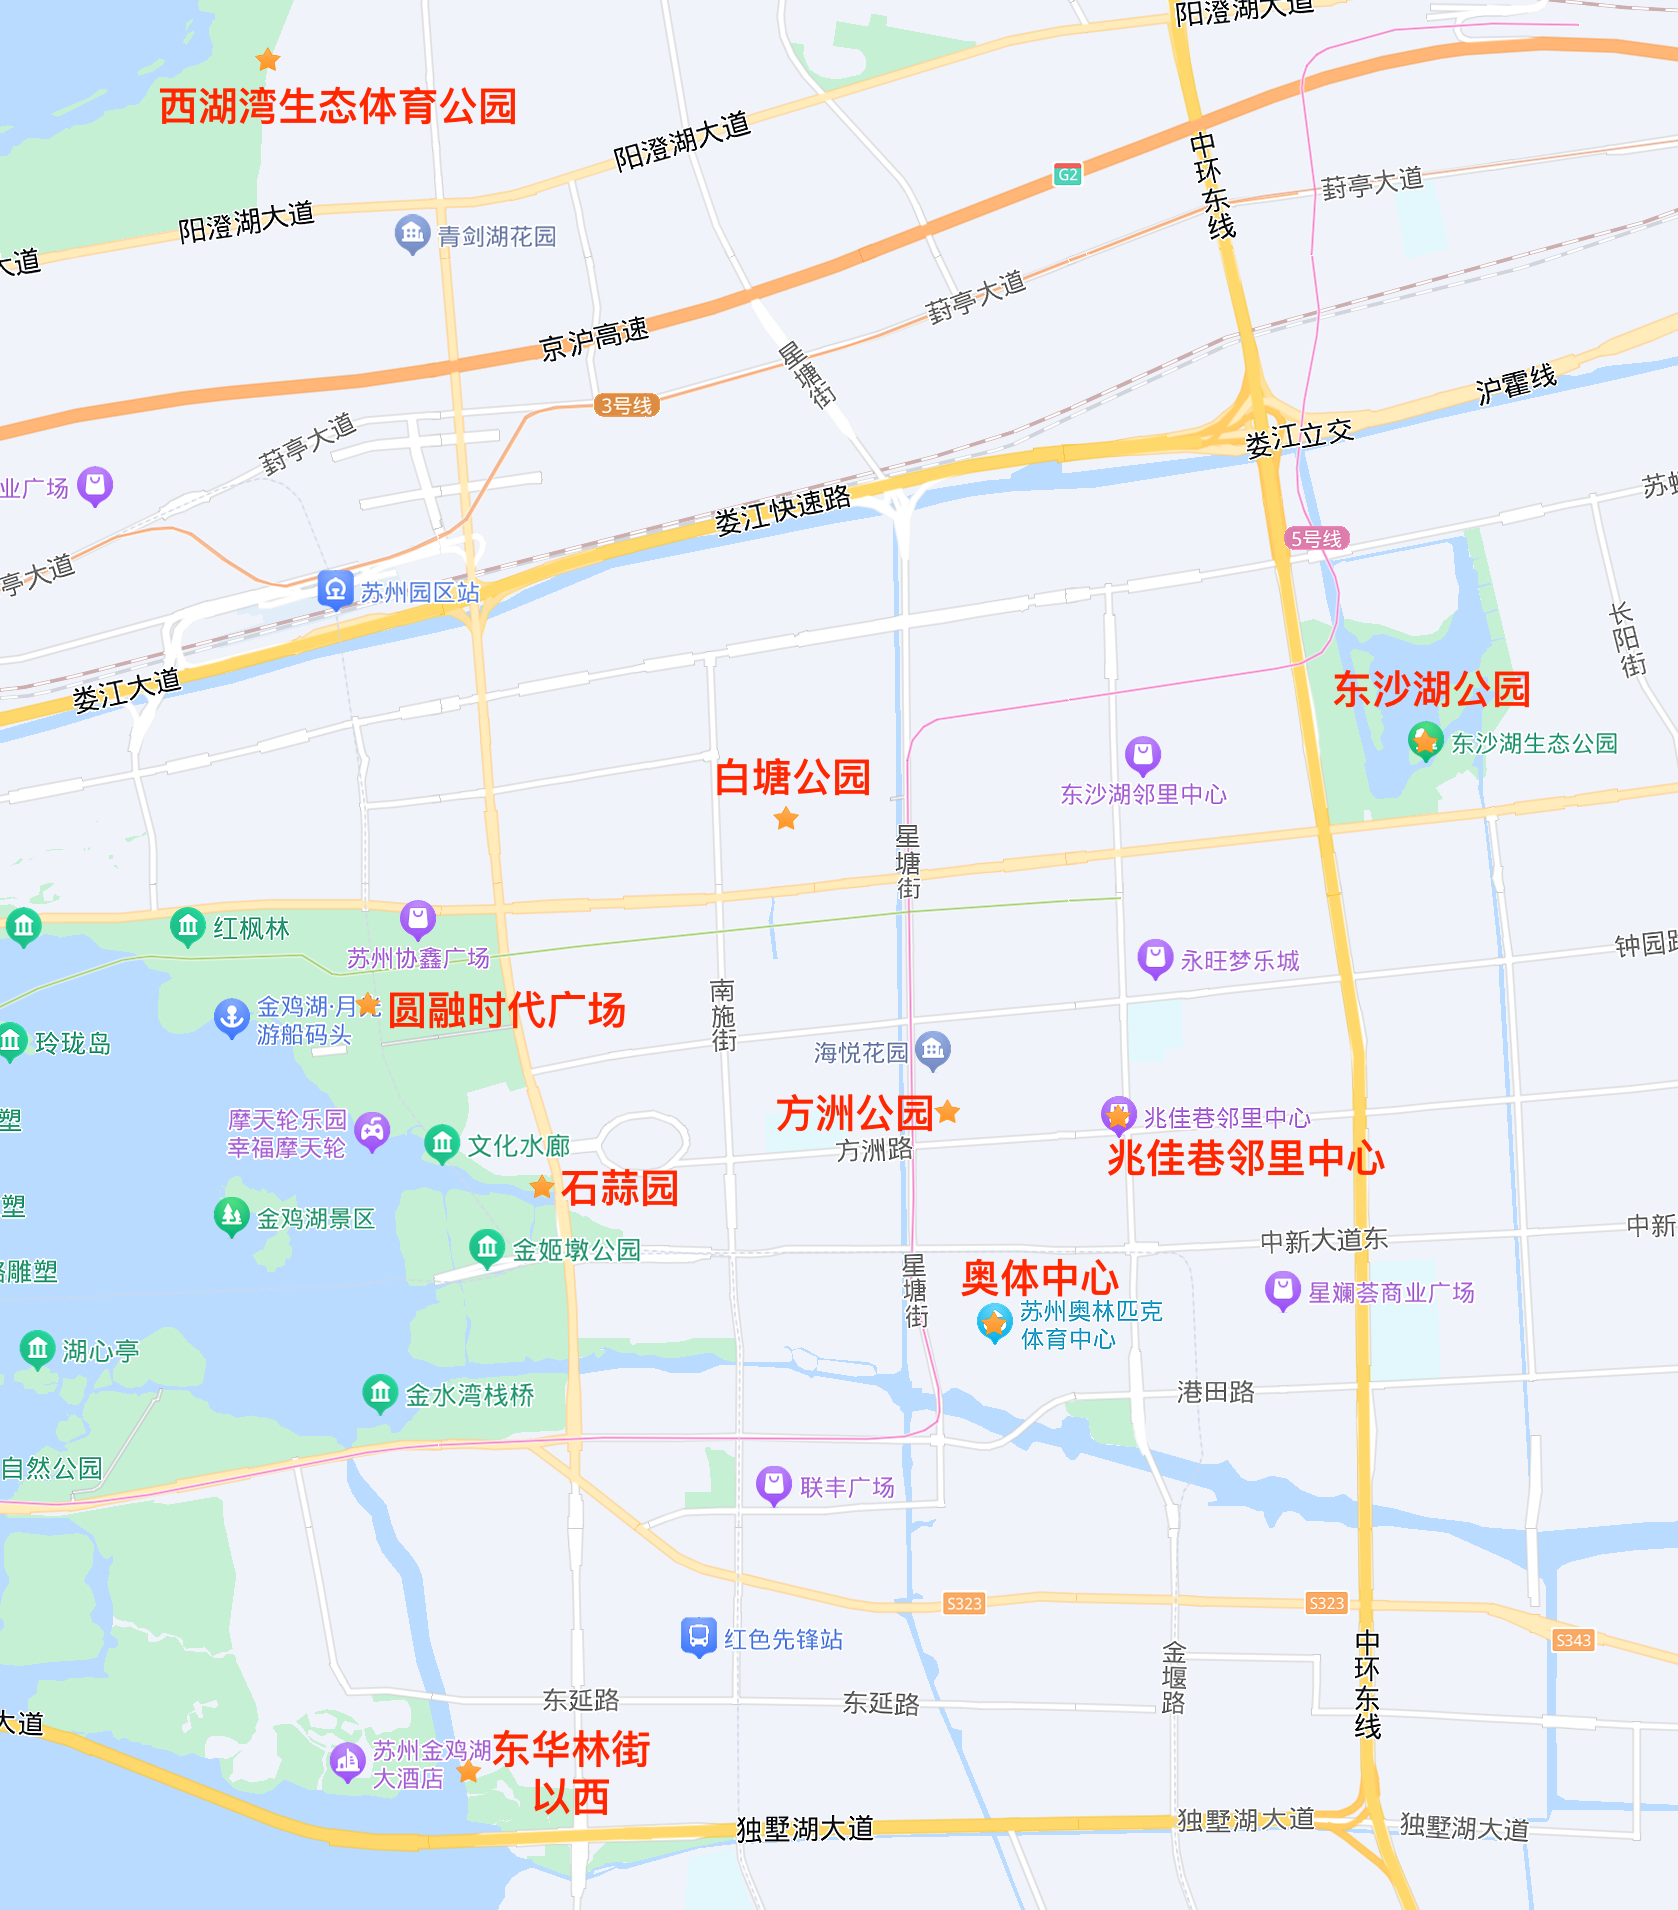 阳澄湖大道
西湖湾生态体育公园
阳澄湖大道
中环东线
G2
葑亭大道
阳澄湖大道
青剑湖花园
大道
葑亭大道
京沪高速
星塘街
沪霍线
3号线
葑亭大道
娄江立交
业广场
苏虹
娄江快速路
5号线
亭大道
苏州园区站
长阳街
娄江大道
东沙湖公园
东沙湖生态公园
白塘公园
东沙湖邻里中心
星塘街
红枫林
苏州协鑫广场
永旺梦乐城
钟园路
金鸡湖·月光
游船码头
圆融时代广场
南施街
玲珑岛
海悦花园
方洲公园
塑
摩天轮乐园
幸福摩天轮
文化水廊
方洲路
兆佳巷邻里中心
兆佳巷邻里中心
石蒜园
塑
金鸡湖景区
金姬墩公园
中新大道东
中新
奥体中心
苏州奥林匹克
体育中心
星塘街
星斓荟商业广场
路雕塑
湖心亭
金水湾栈桥
港田路
自然公园
联丰广场
S323
S323
S343
红色先锋站
中环东线
金堰路
东延路
东延路
大道
苏州金鸡湖
大酒店
东华林街
以西
独墅湖大道
独墅湖大道
独墅湖大道